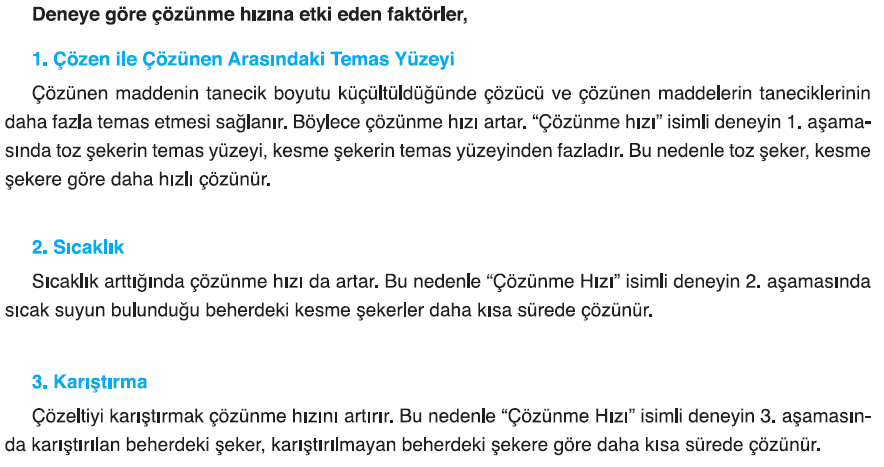 Deneye göre çözünme hızına etki eden faktörler,
1. Çözen ile Çözünen Arasındaki Temas Yüzeyi
Çözünen maddenin tanecik boyutu küçültüldüğünde çözücü ve çözünen maddelerin taneciklerinin
daha fazla temas etmesi sağlanır. Böylece çözünme hızı artar. “Çözünme hızı” isimli deneyin 1. aşama-
sında toz şekerin temas yüzeyi, kesme şekerin temas yüzeyinden fazladır. Bu nedenle toz şeker, kesme
şekere göre daha hızlı çözünür.
2. Sıcaklık
Sıcaklık arttığında çözünme hızı da artar. Bu nedenle “Çözünme Hızı” isimli deneyin 2. aşamasında
sıcak suyun bulunduğu beherdeki kesme şekerler daha kısa sürede çözünür.
3. Karıştırma
Çözeltiyi karıştırmak çözünme hızını artırır. Bu nedenle “Çözünme Hızı” isimli deneyin 3. aşamasın-
da karıştırılan beherdeki şeker, karıştırılmayan beherdeki şekere göre daha kısa sürede çözünür.